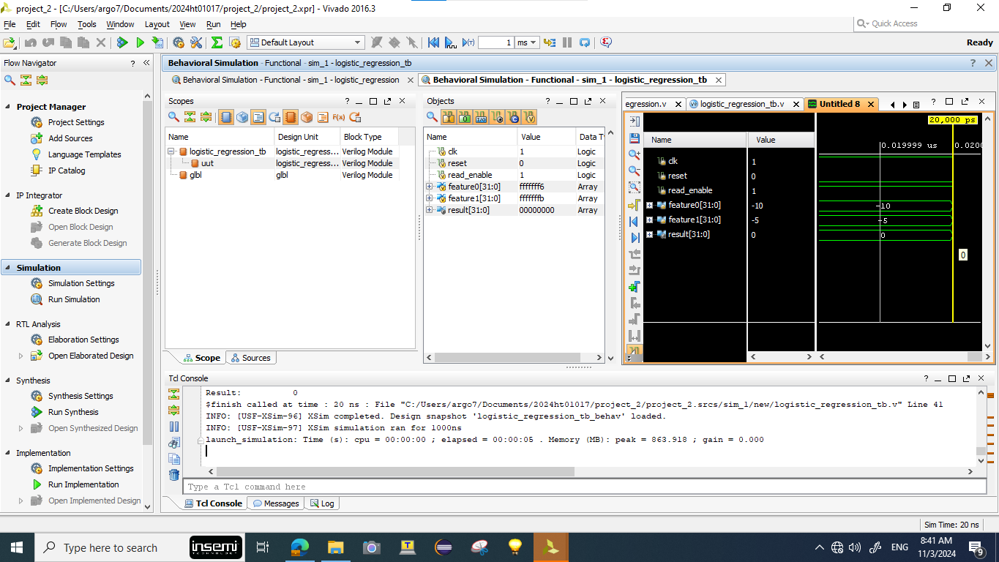 project_2 - [C:/Users/argo7/Documents/2024ht01017/project_2/project_2.xpr] - Vivado 2016.3
File Edit Flow Tools Window Layout View Run Help
Quick Access
Default Layout
1 ms
Ready
Flow Navigator
Project Manager
Project Settings
Add Sources
Language Templates
IP Catalog
IP Integrator
Create Block Design
Open Block Design
Generate Block Design
Simulation
Simulation Settings
Run Simulation
RTL Analysis
Elaboration Settings
Open Elaborated Design
Synthesis
Synthesis Settings
Run Synthesis
Open Synthesized Design
Implementation
Implementation Settings
Run Implementation
Open Implemented Design
Behavioral Simulation - Functional - sim_1 - logistic_regression_tb
Behavioral Simulation - Functional - sim_1 - logistic_regression
Behavioral Simulation - Functional - sim_1 - logistic_regression_tb
Scopes
Name Design Unit Block Type
logistic_regression_tb logistic_regress... Verilog Module
uut logistic_regress... Verilog Module
glbl glbl Verilog Module
Scope Sources
Objects
Name Value Data T
clk 1 Logic
reset 0 Logic
read_enable 1 Logic
feature0[31:0] fffffff6 Array
feature1[31:0] fffffffb Array
result[31:0] 00000000 Array
egression.v logistic_regression_tb.v Untitled 8
20,000 ps
Name Value
0.019999 us 0.0200
clk 1
reset 0
read_enable 1
feature0[31:0] -10 -10
feature1[31:0] -5 -5
result[31:0] 0 0
0
Tcl Console
Result: 0
$finish called at time : 20 ns : File "C:/Users/argo7/Documents/2024ht01017/project_2/project_2.srcs/sim_1/new/logistic_regression_tb.v" Line 41
INFO: [USF-XSim-96] XSim completed. Design snapshot 'logistic_regression_tb_behav' loaded.
INFO: [USF-XSim-97] XSim simulation ran for 1000ns
launch_simulation: Time (s): cpu = 00:00:00 ; elapsed = 00:00:05 . Memory (MB): peak = 863.918 ; gain = 0.000
Type a Tcl command here
Tcl Console Messages Log
Sim Time: 20 ns
Type here to search
insemi
TECHNOLOGY
ENG
8:41 AM
11/3/2024
9